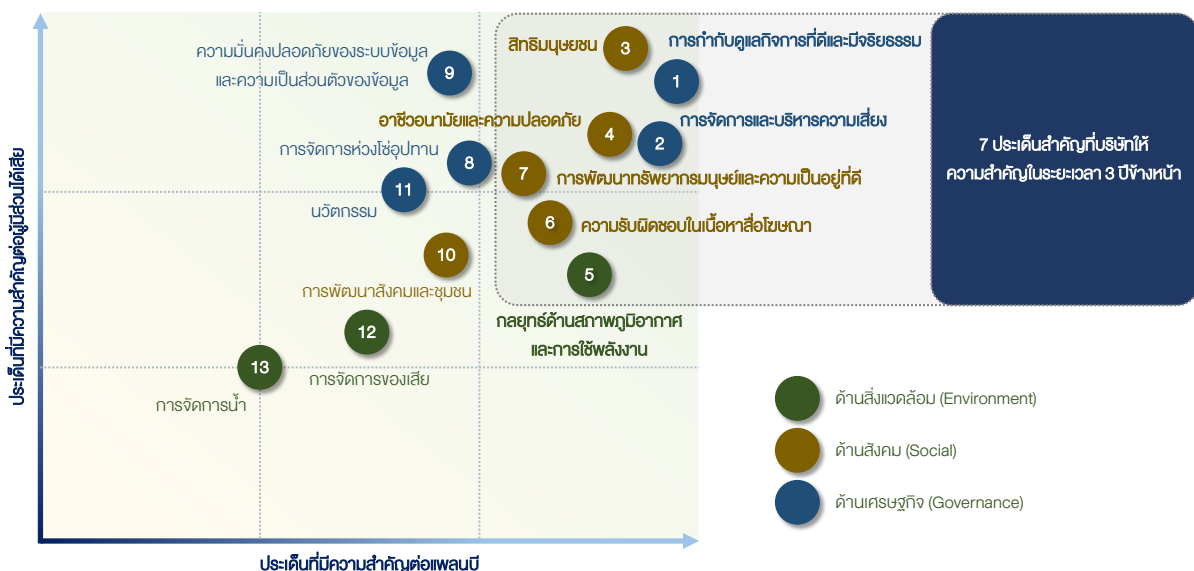 สิทธิมนุษยชน
3
การกำกับดูแลกิจการที่ดีและมีจริยธรรม
1
ความมั่นคงปลอดภัยของระบบข้อมูล
และความเป็นส่วนตัวของข้อมูล
9
อาชีวอนามัยและความปลอดภัย
4
การจัดการและบริหารความเสี่ยง
2
7 ประเด็นสำคัญที่บริษัทให้
ความสำคัญในระยะเวลา 3 ปีข้างหน้า
การจัดการห่วงโซ่อุปทาน
8
7
การพัฒนาทรัพยากรมนุษย์และความเป็นอยู่ที่ดี
11
นวัตกรรม
6
ความรับผิดชอบในเนื้อหาสื่อโฆษณา
10
การพัฒนาสังคมและชุมชน
5
กลยุทธ์ด้านสภาพภูมิอากาศ
และการใช้พลังงาน
12
การจัดการของเสีย
13
การจัดการน้ำ
ประเด็นที่มีความสำคัญต่อผู้มีส่วนได้เสีย
ด้านสิ่งแวดล้อม (Environment)
ด้านสังคม (Social)
ด้านเศรษฐกิจ (Governance)
ประเด็นที่มีความสำคัญต่อแพลนบี